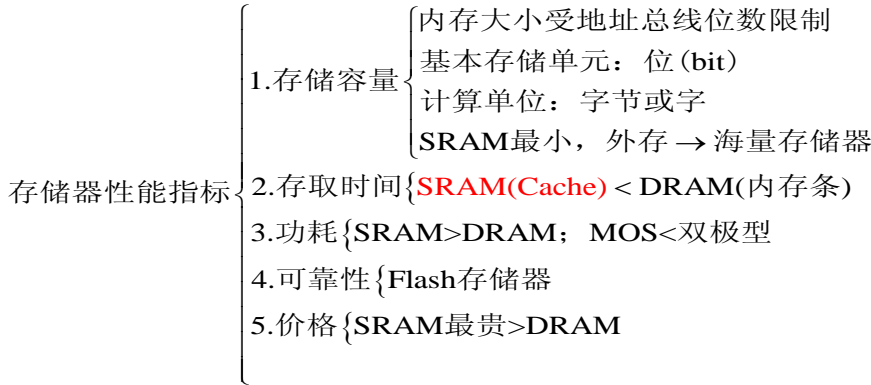 内存大小受地址总线位数限制
基本存储单元：位(bit)
1.存储容量
计算单位：字节或字
SRAM最小，外存→海量存储器
存储器性能指标
2.存取时间{SRAM(Cache)<DRAM(内存条)
3.功耗{SRAM>DRAM；MOS<双极型
4.可靠性{Flash存储器
5.价格{SRAM最贵>DRAM